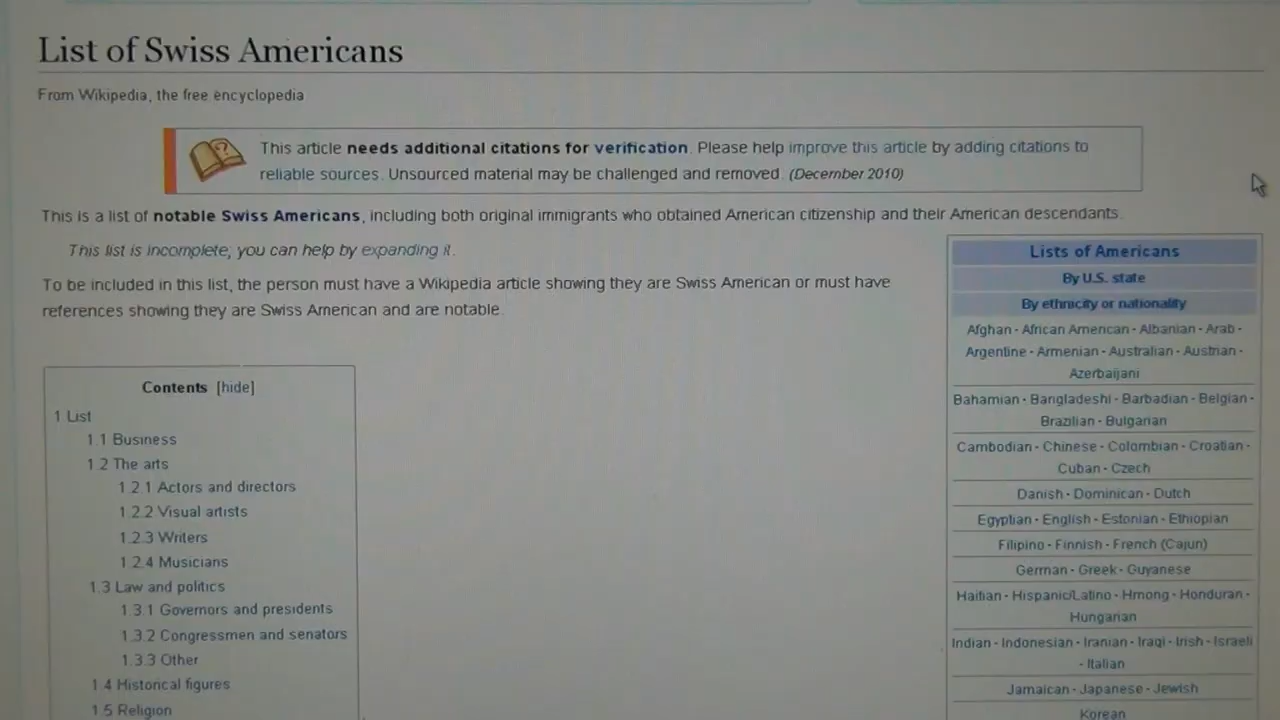 List of Swiss Americans
From Wikipedia, the free encyclopedia
This article needs additional citations for verification. Please help improve this article by adding citations to
reliable sources. Unsourced material may be challenged and removed. (December 2010)
This is a list of notable Swiss Americans, including both original immigrants who obtained American citizenship and their American descendants.
This list is incomplete; you can help by expanding it.
To be included in this list, the person must have a Wikipedia article showing they are Swiss American or must have
references showing they are Swiss American and are notable.
Contents [hide]
1 List
1.1 Business
1.2 The arts
1.2.1 Actors and directors
1.2.2 Visual artists
1.2.3 Writers
1.2.4 Musicians
1.3 Law and politics
1.3.1 Governors and presidents
1.3.2 Congressmen and senators
1.3.3 Other
1.4 Historical figures
1.5 Religion
Lists of Americans
By U.S. state
By ethnicity or nationality
Afghan · African American · Albanian · Arab ·
Argentine · Armenian · Australian · Austrian ·
Azerbaijani
Bahamian · Bangladeshi · Barbadian · Belgian ·
Brazilian · Bulgarian
Cambodian · Chinese · Colombian · Croatian ·
Cuban · Czech
Danish · Dominican · Dutch
Egyptian · English · Estonian · Ethiopian
Filipino · Finnish · French (Cajun)
German · Greek · Guyanese
Haitian · Hispanic/Latino · Hmong · Honduran ·
Hungarian
Indian · Indonesian · Iranian · Iraqi · Irish · Israeli
· Italian
Jamaican · Japanese · Jewish
Korean